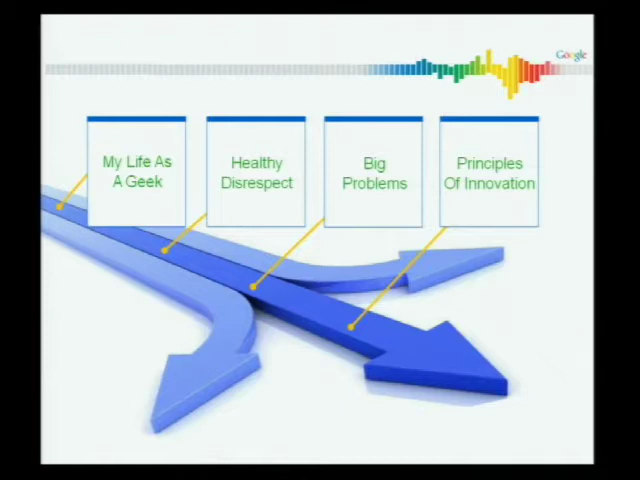 Google
My Life As
A Geek
Healthy
Disrespect
Big
Problems
Principles
Of Innovation